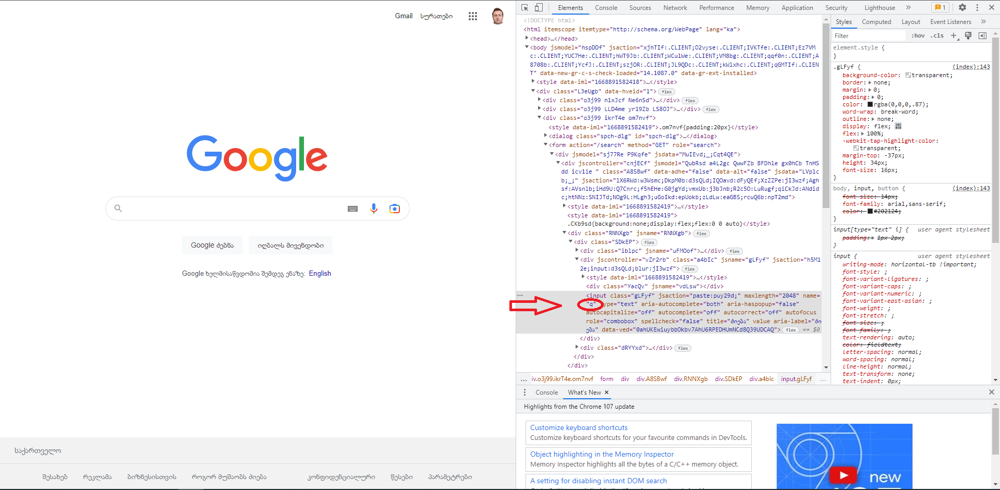 Gmail სურათები
Google
Google ძებნა
იღბალს მივენდობი
Google ხელმისაწვდომია შემდეგ ენაზე: English
საქართველო
შესახებ რეკლამა ბიზნესისთვის როგორ მუშაობს ძიება კონფიდენციალური წესები პარამეტრები
Elements Console Sources Network Performance Memory Application Security Lighthouse » 1
<!DOCTYPE html>
<html itemscope itemtype="http://schema.org/WebPage" lang="ka">
<head>…</head>
<body jsmodel="hspDDf" jsaction="xjhTIf:.CLIENT;O2vyse:.CLIENT;IVKTfe:.CLIENT;Ez7VM
c:.CLIENT;YUC7He:.CLIENT;hWT9Jb:.CLIENT;WCulWe:.CLIENT;VM8bg:.CLIENT;qqf0n:.CLIENT;A
8708b:.CLIENT;YcfJ:.CLIENT;szjOR:.CLIENT;JL9QDc:.CLIENT;kWlxhc:.CLIENT;qGMTIf:.CLIEN
T" data-new-gr-c-s-check-loaded="14.1087.0" data-gr-ext-installed>
<style data-iml="1668891582418">…</style>
<div class="L3eUgb" data-hveid="1"> flex
<div class="o3j99 n1xJcf Ne6nSd">…</div> flex
<div class="o3j99 LLD4me yr19Zb LS8OJ">…</div> flex
<div class="o3j99 ikrT4e om7nvf">
<style data-iml="1668891582419">.om7nvf{padding:20px}</style>
<dialog class="spch-dlg" id="spch-dlg">…</dialog>
<form action="/search" method="GET" role="search">
<div jsmodel="sj77Re P9Kqfe" jsdata="MuIEvd;_;Cqt4QE">
<div jscontroller="cnjECf" jsmodel="QubRsd a4L2gc QwwFZb BFDhle gx0hCb TnHS
dd icv1ie " class="A8SBwf" data-adhe="false" data-alt="false" jsdata="LVplc
b;_;" jsaction="lX6RWd:w3Wsmc;DkpM0b:d3sQLd;IQOavd:dFyQEf;XzZZPe:jI3wzf;Agh
sf:AVsnlb;iHd9U:Q7Cnrc;f5hEHe:G0jgYd;vmxUb:j3bJnb;R2c5O:LuRugf;qiCkJd:ANdid
c;htNNz:SNIJTd;NOg9L:HLgh3;uGoIkd:epUokb;zLdLw:eaGBS;rcuQ6b:npT2md">
<style data-iml="1668891582419">…</style>
<style data-iml="1668891582419">
.CKb9sd{background:none;display:flex;flex:0 0 auto}</style>
<div class="RNNXgb" jsname="RNNXgb"> flex
<div class="SDkEP"> flex
<div class="iblpc" jsname="uFMOof">…</div> flex
<div jscontroller="vZr2rb" class="a4bIc" jsname="gLFyf" jsaction="h5M1
2e;input:d3sQLd;blur:jI3wzf"> flex
<style data-iml="1668891582419">…</style>
<div class="YacQv" jsname="vdLsw"></div>
<input class="gLFyf" jsaction="paste:puy29d;" maxlength="2048" name=
"q" type="text" aria-autocomplete="both" aria-haspopup="false"
autocapitalize="off" autocomplete="off" autocorrect="off" autofocus
role="combobox" spellcheck="false" title="ძიება" value aria-label="ძი
ება" data-ved="0ahUKEwiuybbOkbv7AhU6RPEDHUmNCd8Q39UDCAQ"> flex == $0
</div>
<div class="dRYYxd">…</div> flex
</div>
</div>
… iv.o3j99.ikrT4e.om7nvf form div div.A8SBwf div.RNNXgb div.SDkEP div.a4bIc input.gLFyf …
Styles Computed Layout Event Listeners »
Filter :hov .cls
element.style {
}
.gLFyf { (index):143
background-color: transparent;
border: none;
margin: 0;
padding: 0;
color: rgba(0,0,0,.87);
word-wrap: break-word;
outline: none;
display: flex;
flex: 100%;
-webkit-tap-highlight-color:
transparent;
margin-top: -37px;
height: 34px;
font-size: 16px;
}
body, input, button { (index):143
font-size: 14px;
font-family: arial,sans-serif;
color: #202124;
}
input[type="text" i] { user agent stylesheet
padding: 1px 2px;
}
input { user agent stylesheet
writing-mode: horizontal-tb !important;
font-style: ;
font-variant-ligatures: ;
font-variant-caps: ;
font-variant-numeric: ;
font-variant-east-asian: ;
font-weight: ;
font-stretch: ;
font-size: ;
font-family: ;
text-rendering: auto;
color: fieldtext;
letter-spacing: normal;
word-spacing: normal;
line-height: normal;
text-transform: none;
text-indent: 0px;
Console What's New
Highlights from the Chrome 107 update
Customize keyboard shortcuts
Customize keyboard shortcuts for your favourite commands in DevTools.
Object highlighting in the Memory Inspector
Memory Inspector highlights all the bytes of a C/C++ memory object.
A setting for disabling instant DOM search
new